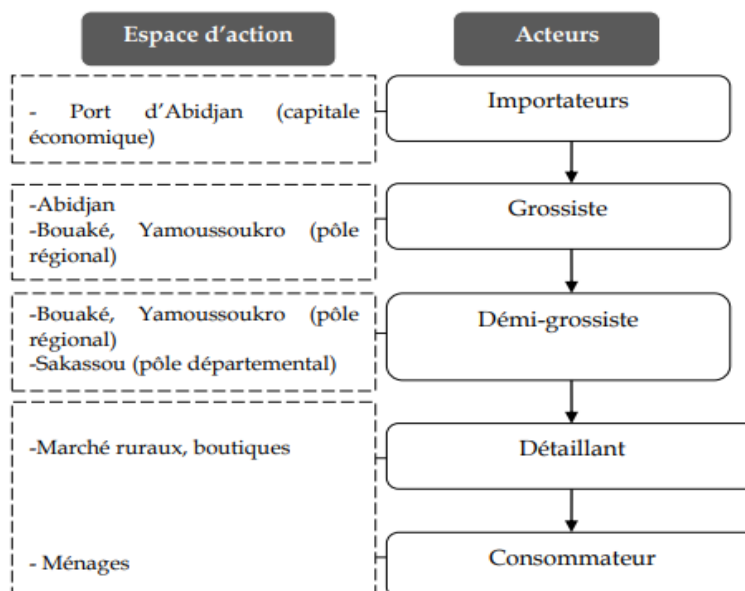 Espace d'action
Acteurs
- Port d'Abidjan (capitale
économique)
Importateurs
-Abidjan
-Bouaké, Yamoussoukro (pôle
régional)
Grossiste
-Bouaké, Yamoussoukro (pôle
régional)
-Sakassou (pôle départemental)
Démi-grossiste
-Marché ruraux, boutiques
Détaillant
- Ménages
Consommateur